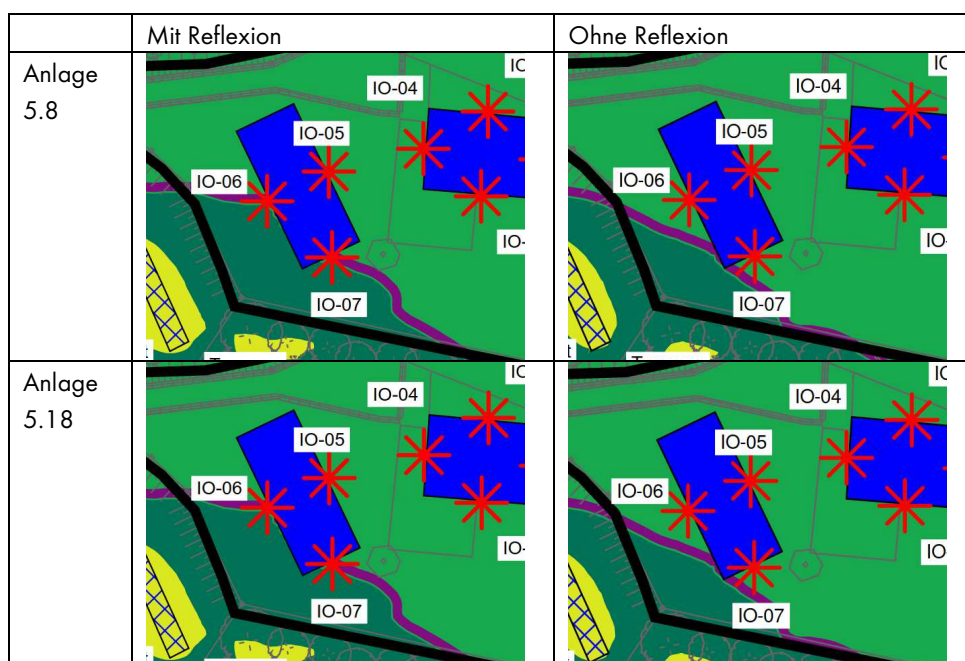 Mit Reflexion
Ohne Reflexion
Anlage
5.8
IO-04
IO-05
IO-06
IO-07
IO-04
IO-05
IO-06
IO-07
Anlage
5.18
IO-04
IO-05
IO-06
IO-07
IO-04
IO-05
IO-06
IO-07